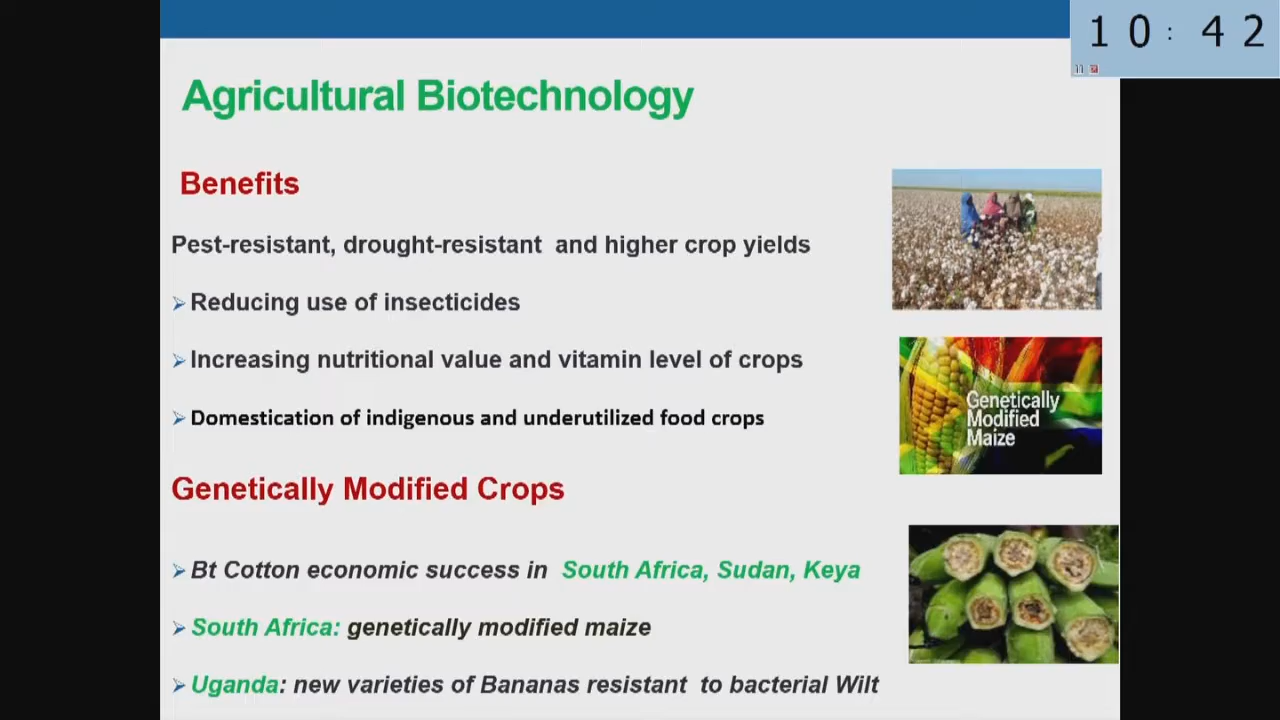 10:42
Agricultural Biotechnology
Benefits
Pest-resistant, drought-resistant and higher crop yields
Reducing use of insecticides
Increasing nutritional value and vitamin level of crops
Genetically
Modified
Maize
Domestication of indigenous and underutilized food crops
Genetically Modified Crops
Bt Cotton economic success in South Africa, Sudan, Keya
South Africa: genetically modified maize
Uganda: new varieties of Bananas resistant to bacterial Wilt